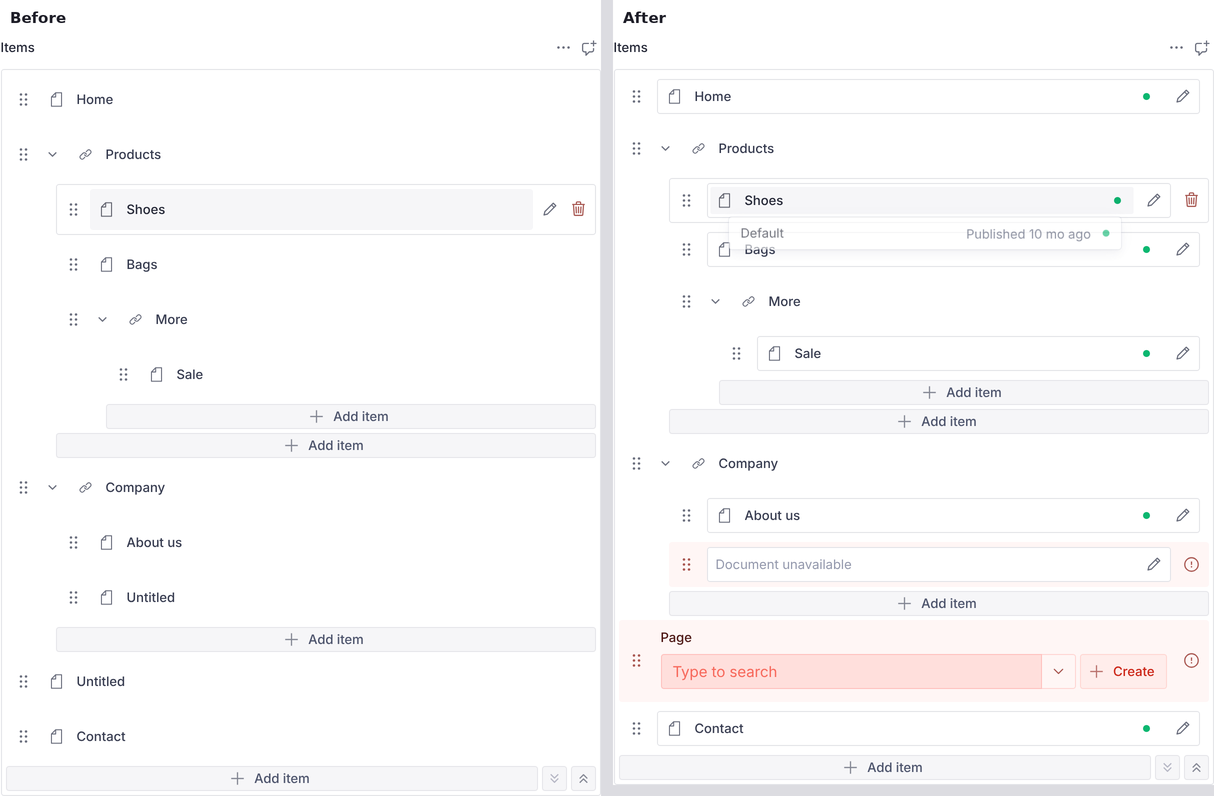 Before
Items
Home
Products
Shoes
Bags
More
Sale
Add item
Add item
Company
About us
Untitled
Add item
Untitled
Contact
Add item
After
Items
Home
Products
Shoes
Default Published 10 mo ago
Bags
More
Sale
Add item
Add item
Company
About us
Document unavailable
Add item
Page
Type to search
Create
Contact
Add item